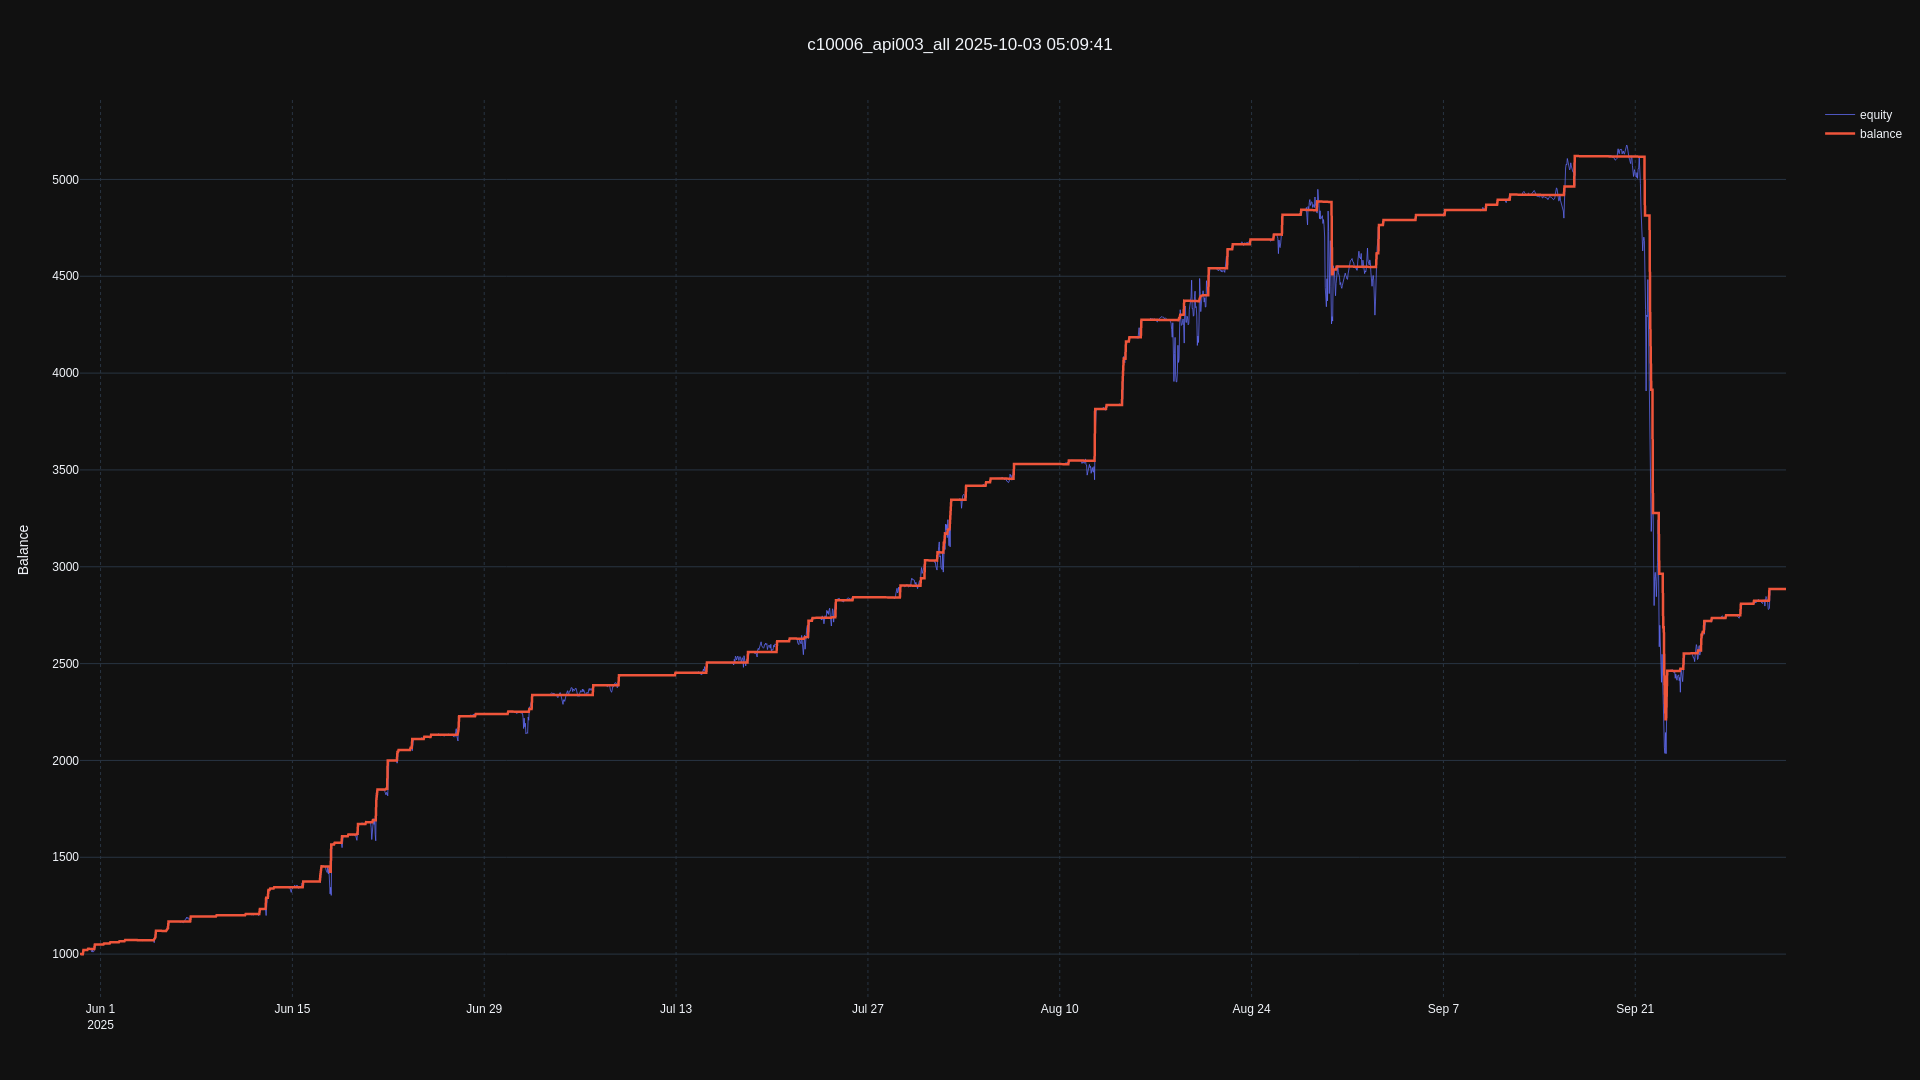 c10006_api003_all 2025-10-03 05:09:41
equity
balance
Balance
5000
4500
4000
3500
3000
2500
2000
1500
1000
Jun 1
2025
Jun 15
Jun 29
Jul 13
Jul 27
Aug 10
Aug 24
Sep 7
Sep 21